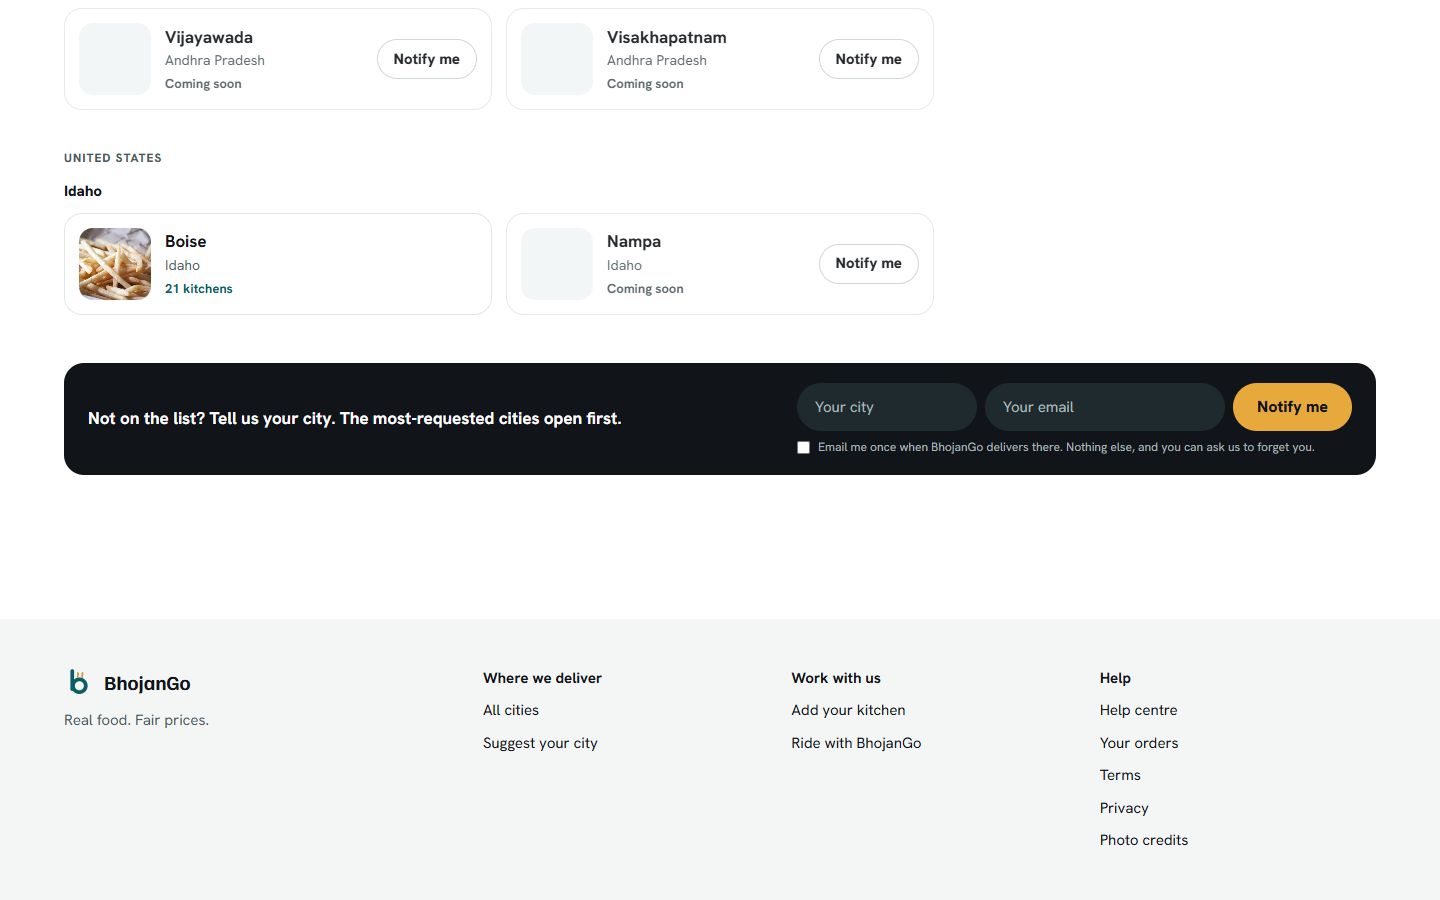 Vijayawada
Andhra Pradesh
Coming soon
Notify me
Visakhapatnam
Andhra Pradesh
Coming soon
Notify me
UNITED STATES
Idaho
Boise
Idaho
21 kitchens
Nampa
Idaho
Coming soon
Notify me
Not on the list? Tell us your city. The most-requested cities open first.
Your city
Your email
Notify me
Email me once when BhojanGo delivers there. Nothing else, and you can ask us to forget you.
BhojanGo
Real food. Fair prices.
Where we deliver
All cities
Suggest your city
Work with us
Add your kitchen
Ride with BhojanGo
Help
Help centre
Your orders
Terms
Privacy
Photo credits